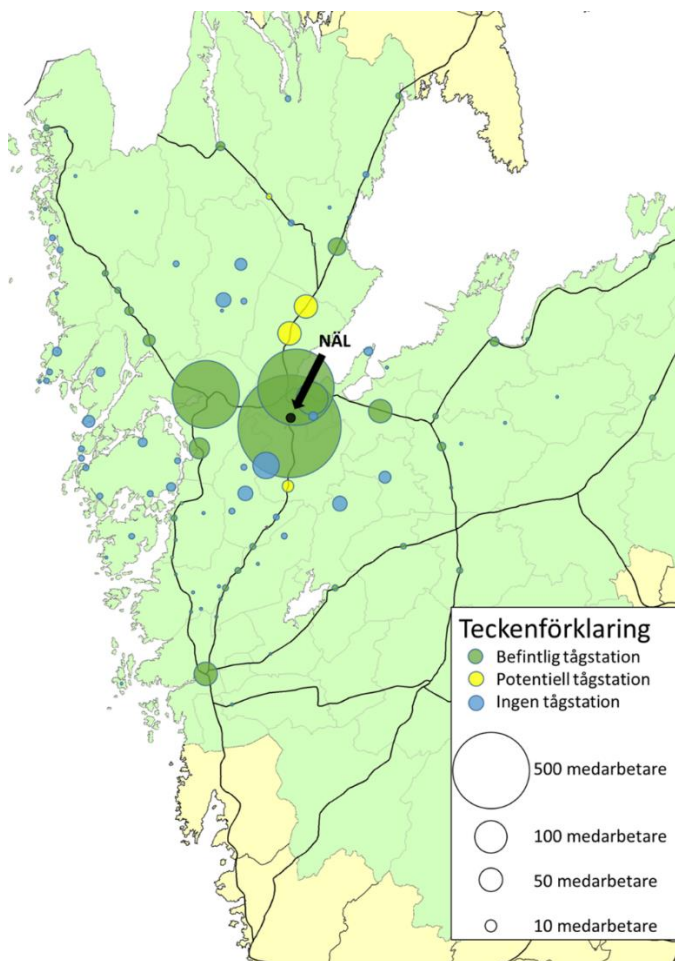 NÄL
Teckenförklaring
Befintlig tågstation
Potentiell tågstation
Ingen tågstation
500 medarbetare
100 medarbetare
50 medarbetare
10 medarbetare